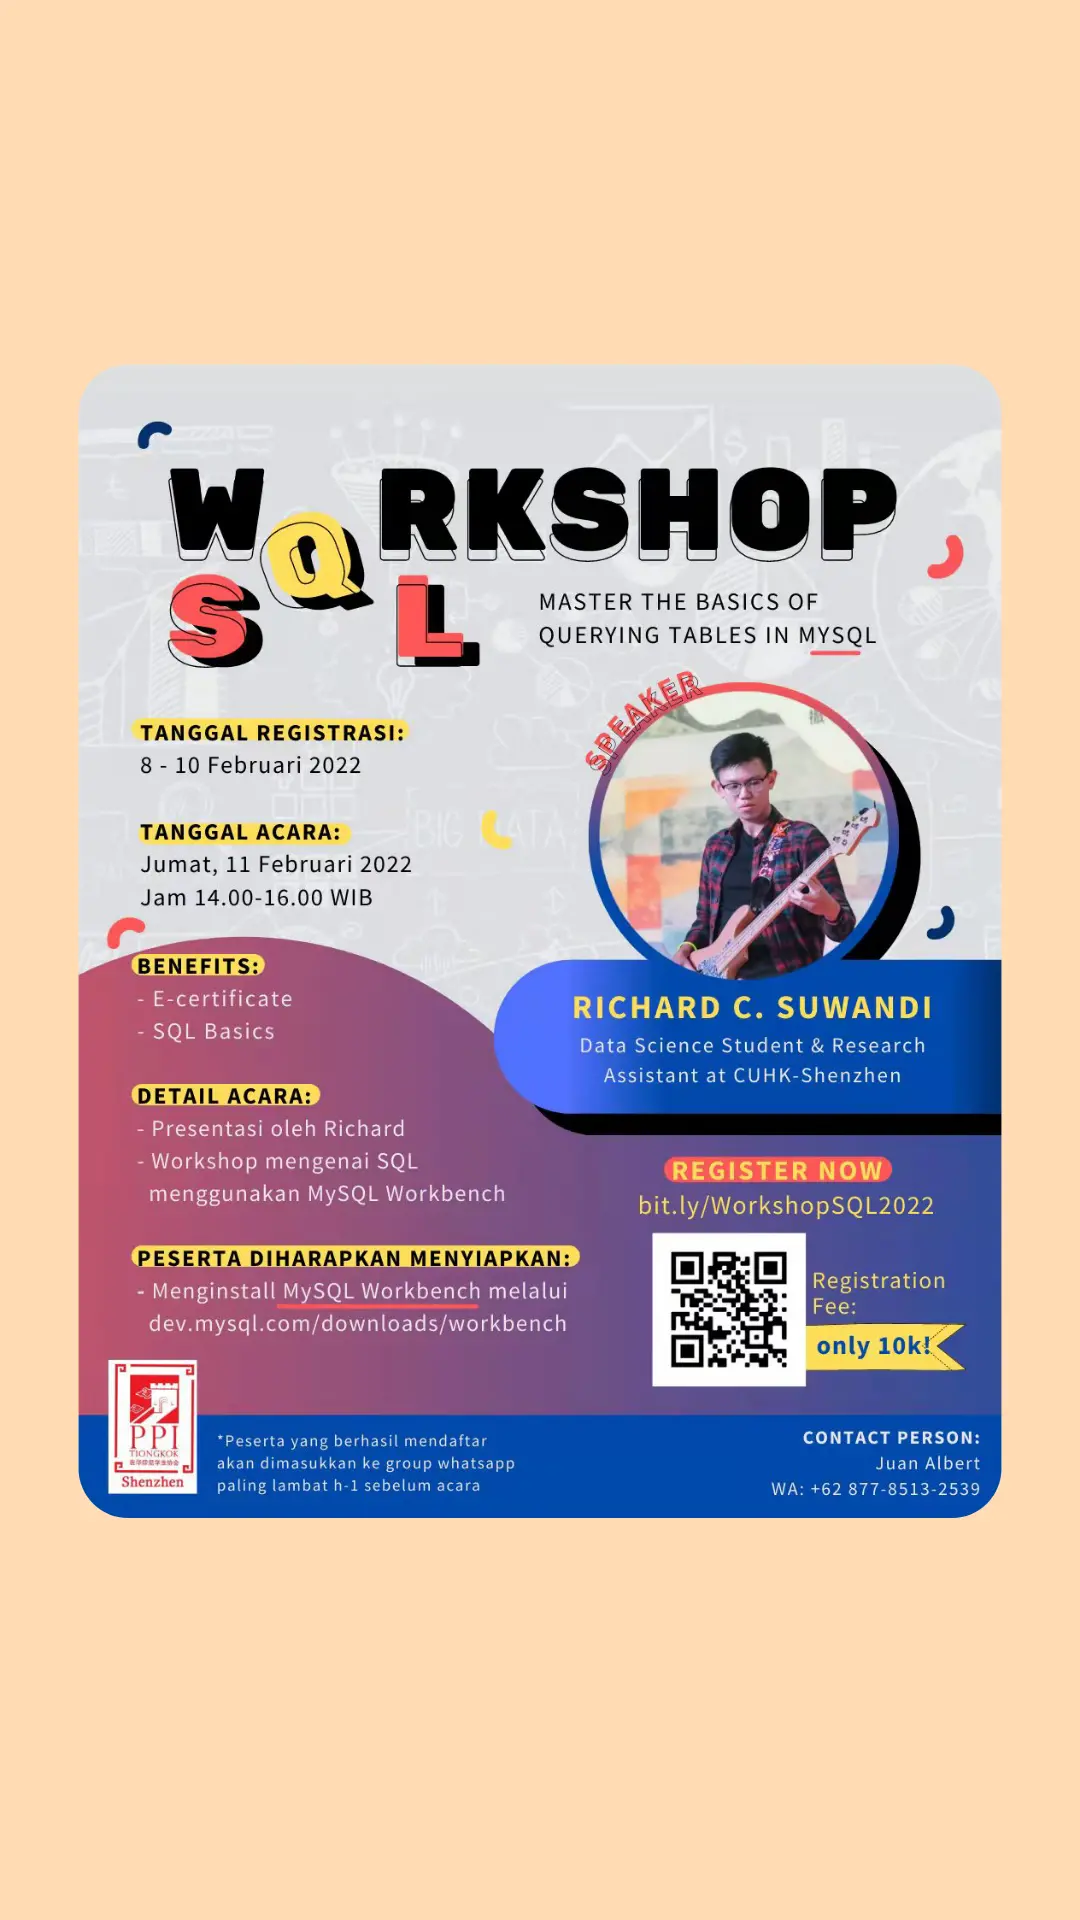 WQRKSHOP
SQL
MASTER THE BASICS OF
QUERYING TABLES IN MYSQL
SPEAKER
TANGGAL REGISTRASI:
8 - 10 Februari 2022
TANGGAL ACARA:
Jumat, 11 Februari 2022
Jam 14.00-16.00 WIB
BIG DATA
BENEFITS:
- E-certificate
- SQL Basics
RICHARD C. SUWANDI
Data Science Student & Research
Assistant at CUHK-Shenzhen
DETAIL ACARA:
- Presentasi oleh Richard
- Workshop mengenai SQL
menggunakan MySQL Workbench
REGISTER NOW
bit.ly/WorkshopSQL2022
PESERTA DIHARAPKAN MENYIAPKAN:
- Menginstall MySQL Workbench melalui
dev.mysql.com/downloads/workbench
Registration
Fee:
only 10k!
PPI
TIONGKOK
Shenzhen
*Peserta yang berhasil mendaftar
akan dimasukkan ke group whatsapp
paling lambat h-1 sebelum acara
CONTACT PERSON:
Juan Albert
WA: +62 877-8513-2539